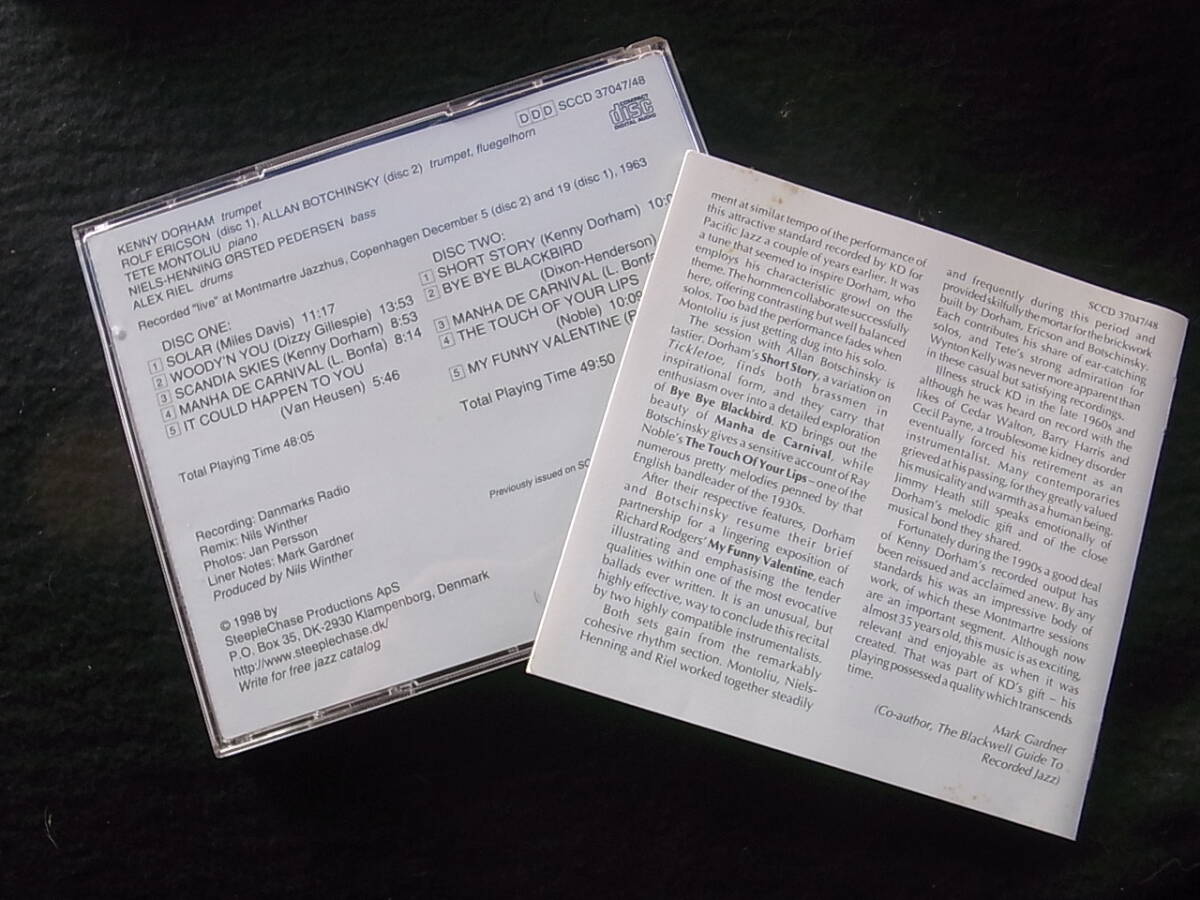 DDD SCCD 37047/48
COMPACT
disc
DIGITAL AUDIO
KENNY DORHAM trumpet
ROLF ERICSON (disc 1), ALLAN BOTCHINSKY (disc 2) trumpet, fluegelhorn
TETE MONTOLIU piano
NIELS-HENNING ØRSTED PEDERSEN bass
ALEX RIEL drums
Recorded "live" at Montmartre Jazzhus, Copenhagen December 5 (disc 2) and 19 (disc 1), 1963
DISC ONE:
1 SOLAR (Miles Davis) 11:17
2 WOODY'N YOU (Dizzy Gillespie) 13:53
3 SCANDIA SKIES (Kenny Dorham) 8:53
4 MANHA DE CARNIVAL (L. Bonfa) 8:14
5 IT COULD HAPPEN TO YOU
(Van Heusen) 5:46
Total Playing Time 48:05
DISC TWO:
1 SHORT STORY (Kenny Dorham) 10:0
2 BYE BYE BLACKBIRD
(Dixon-Henderson)
3 MANHA DE CARNIVAL (L. Bonfa
4 THE TOUCH OF YOUR LIPS
(Noble) 10:09
5 MY FUNNY VALENTINE (
Total Playing Time 49:50
Previously issued on SC
Recording: Danmarks Radio
Remix: Nils Winther
Photos: Jan Persson
Liner Notes: Mark Gardner
Produced by Nils Winther
© 1998 by
SteepleChase Productions ApS
P.O. Box 35, DK-2930 Klampenborg, Denmark
http://www.steeplechase.dk/
Write for free jazz catalog
ment at similar tempo of the performance of
this attractive standard recorded by KD for
Pacific Jazz a couple of years earlier. It was
a tune that seemed to inspire Dorham, who
employs his characteristic growl on the
theme. The hornmen collaborate successfully
here, offering contrasting but well balanced
solos. Too bad the performance fades when
Montoliu is just getting dug into his solo.
The session with Allan Botschinsky is
tastier. Dorham's Short Story, a variation on
Tickletoe, finds both brassmen in
inspirational form, and they carry that
enthusiasm over into a detailed exploration
of Bye Bye Blackbird. KD brings out the
beauty of Manha de Carnival, while
Botschinsky gives a sensitive account of Ray
Noble's The Touch Of Your Lips – one of the
numerous pretty melodies penned by that
English bandleader of the 1930s.
After their respective features, Dorham
and Botschinsky resume their brief
partnership for a lingering exposition of
Richard Rodgers' My Funny Valentine, each
illustrating and emphasising the tender
qualities within one of the most evocative
ballads ever written. It is an unusual, but
highly effective, way to conclude this recital
by two highly compatible instrumentalists.
Both sets gain from the remarkably
cohesive rhythm section. Montoliu, Niels-
Henning and Riel worked together steadily
SCCD 37047/48
and frequently during this period and
provided skilfully the mortar for the brickwork
built by Dorham, Ericson and Botschinsky.
Each contributes his share of ear-catching
solos, and Tete's strong admiration for
Wynton Kelly was never more apparent than
in these casual but satisfying recordings.
Illness struck KD in the late 1960s and
although he was heard on record with the
likes of Cedar Walton, Barry Harris and
Cecil Payne, a troublesome kidney disorder
eventually forced his retirement as an
instrumentalist. Many contemporaries
grieved at his passing, for they greatly valued
his musicality and warmth as a human being.
Jimmy Heath still speaks emotionally of
Dorham's melodic gift and of the close
musical bond they shared.
Fortunately during the 1990s a good deal
of Kenny Dorham's recorded output has
been reissued and acclaimed anew. By any
standards his was an impressive body of
work, of which these Montmartre sessions
are an important segment. Although now
almost 35 years old, this music is as exciting,
relevant and enjoyable as when it was
created. That was part of KD's gift – his
playing possessed a quality which transcends
time.
Mark Gardner
(Co-author, The Blackwell Guide To
Recorded Jazz)